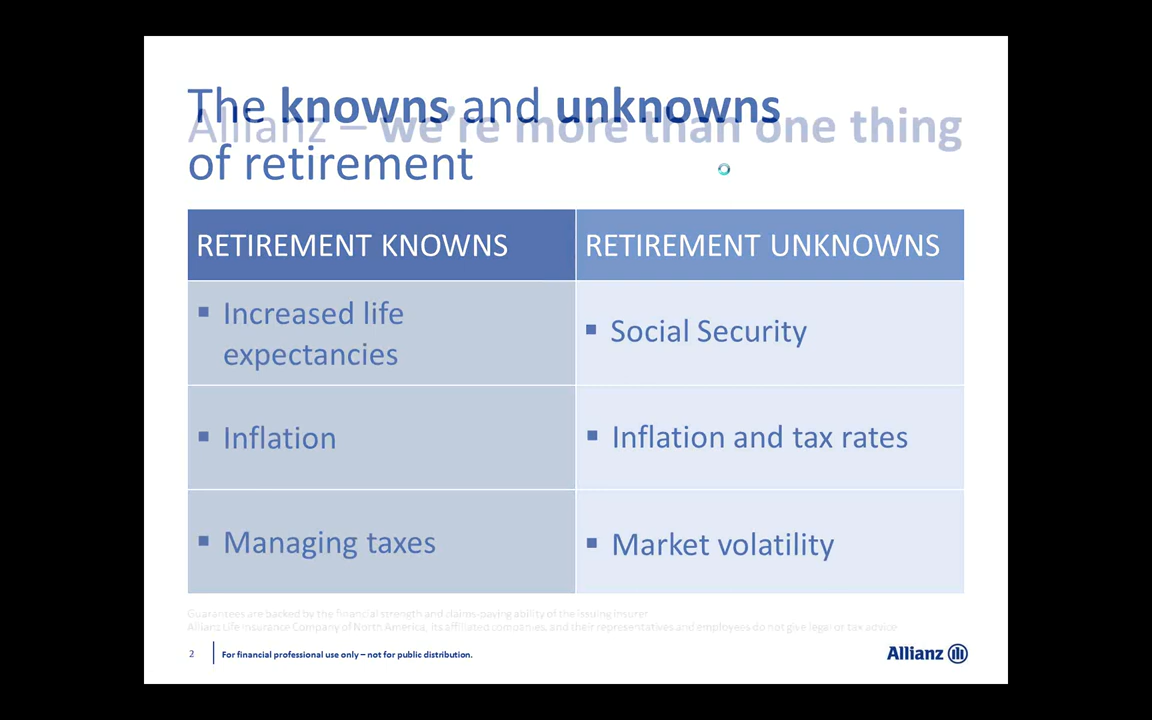 The knowns and unknowns
Allianz – we're more than one thing
of retirement
RETIREMENT KNOWNS
RETIREMENT UNKNOWNS
▪ Increased life
expectancies
▪ Social Security
▪ Inflation
▪ Inflation and tax rates
▪ Managing taxes
▪ Market volatility
Guarantees are backed by the financial strength and claims-paying ability of the issuing insurer
Allianz Life Insurance Company of North America, its affiliated companies, and their representatives and employees do not give legal or tax advice
2
For financial professional use only – not for public distribution.
Allianz